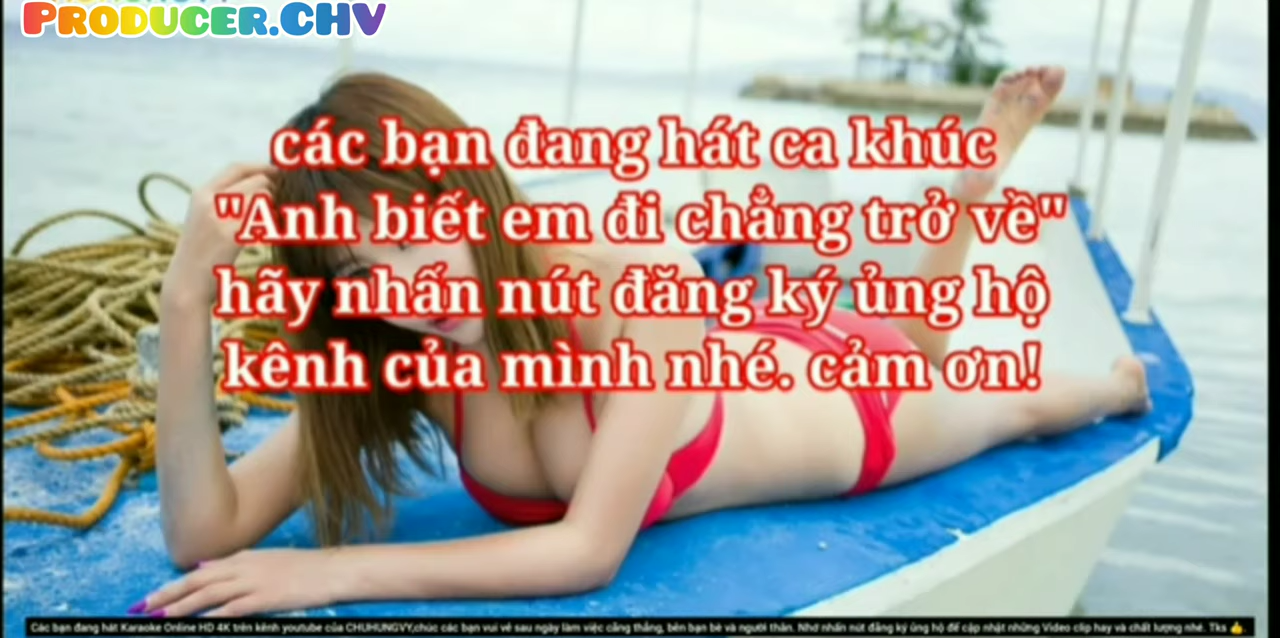 PRODUCER.CHV
các bạn đang hát ca khúc
"Anh biết em đi chẳng trở về"
hãy nhấn nút đăng ký ủng hộ
kênh của mình nhé. cảm ơn!
Các bạn đang hát Karaoke Online HD 4K trên kênh youtube của CHUHUNGVY,chúc các bạn vui vẻ sau ngày làm việc căng thẳng, bên bạn bè và người thân. Nhớ nhấn nút đăng ký ủng hộ để cập nhật những Video clip hay và chất lượng nhé. Tks 👍